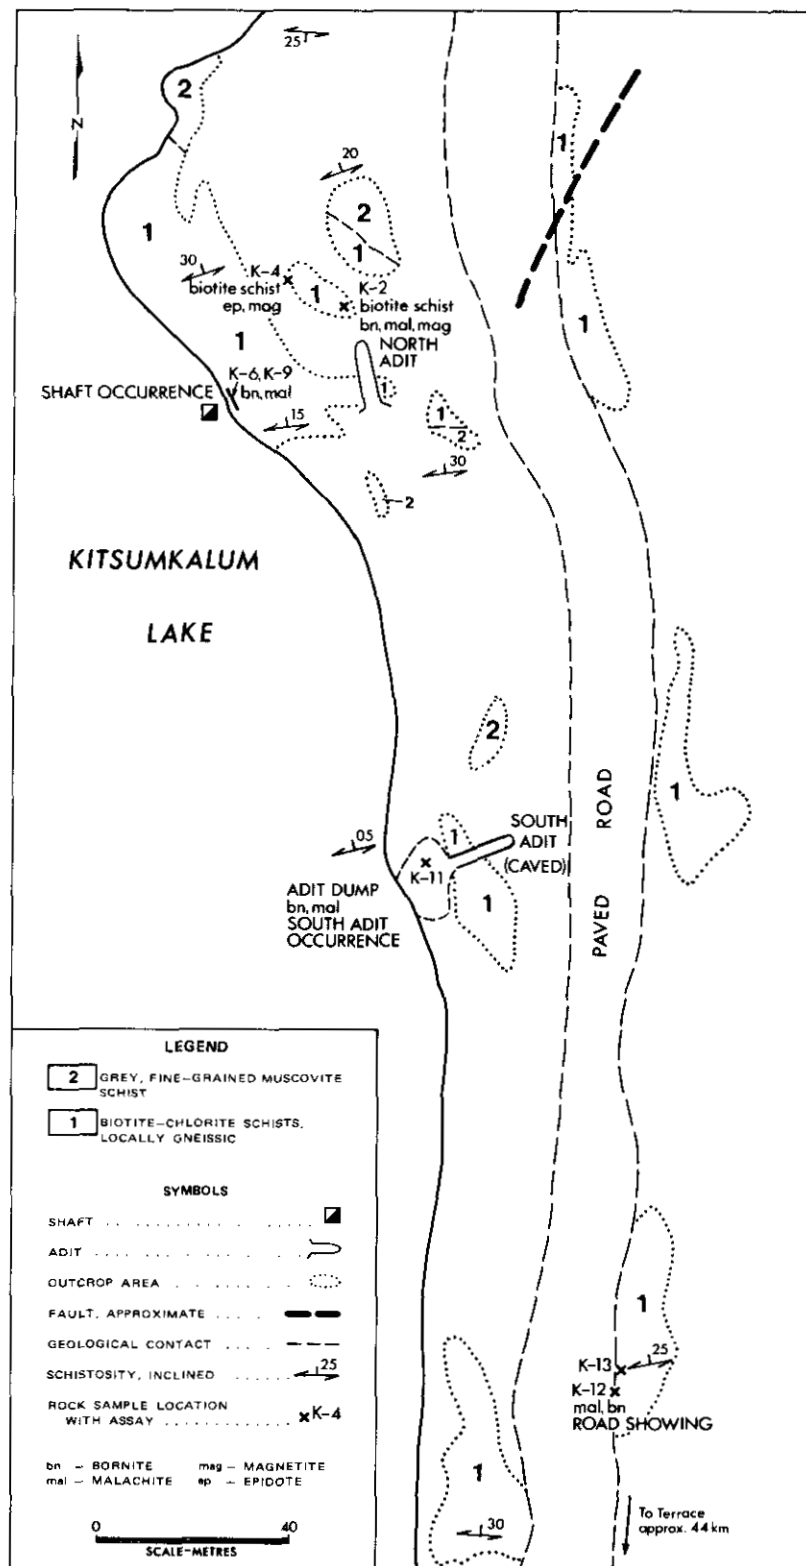 25
N
2
20
2
1
1
1
30
K-4
biotite schist
ep, mag
1
K-2
biotite schist
bn, mal, mag
1
1
NORTH
ADIT
K-6, K-9
bn, mal
SHAFT OCCURRENCE
1
1
2
15
30
2
KITSUMKALUM
LAKE
2
1
PAVED ROAD
05
1
SOUTH
ADIT
(CAVED)
K-11
1
ADIT DUMP
bn, mal
SOUTH ADIT
OCCURRENCE
LEGEND
2 GREY, FINE-GRAINED MUSCOVITE
SCHIST
1 BIOTITE-CHLORITE SCHISTS,
LOCALLY GNEISSIC
SYMBOLS
SHAFT
ADIT
OUTCROP AREA
FAULT, APPROXIMATE
GEOLOGICAL CONTACT
SCHISTOSITY, INCLINED 25
ROCK SAMPLE LOCATION
WITH ASSAY K-4
bn - BORNITE mag - MAGNETITE
mal - MALACHITE ep - EPIDOTE
0 40
SCALE-METRES
1
K-13
25
K-12
mal, bn
ROAD SHOWING
1
30
To Terrace
approx. 44 km